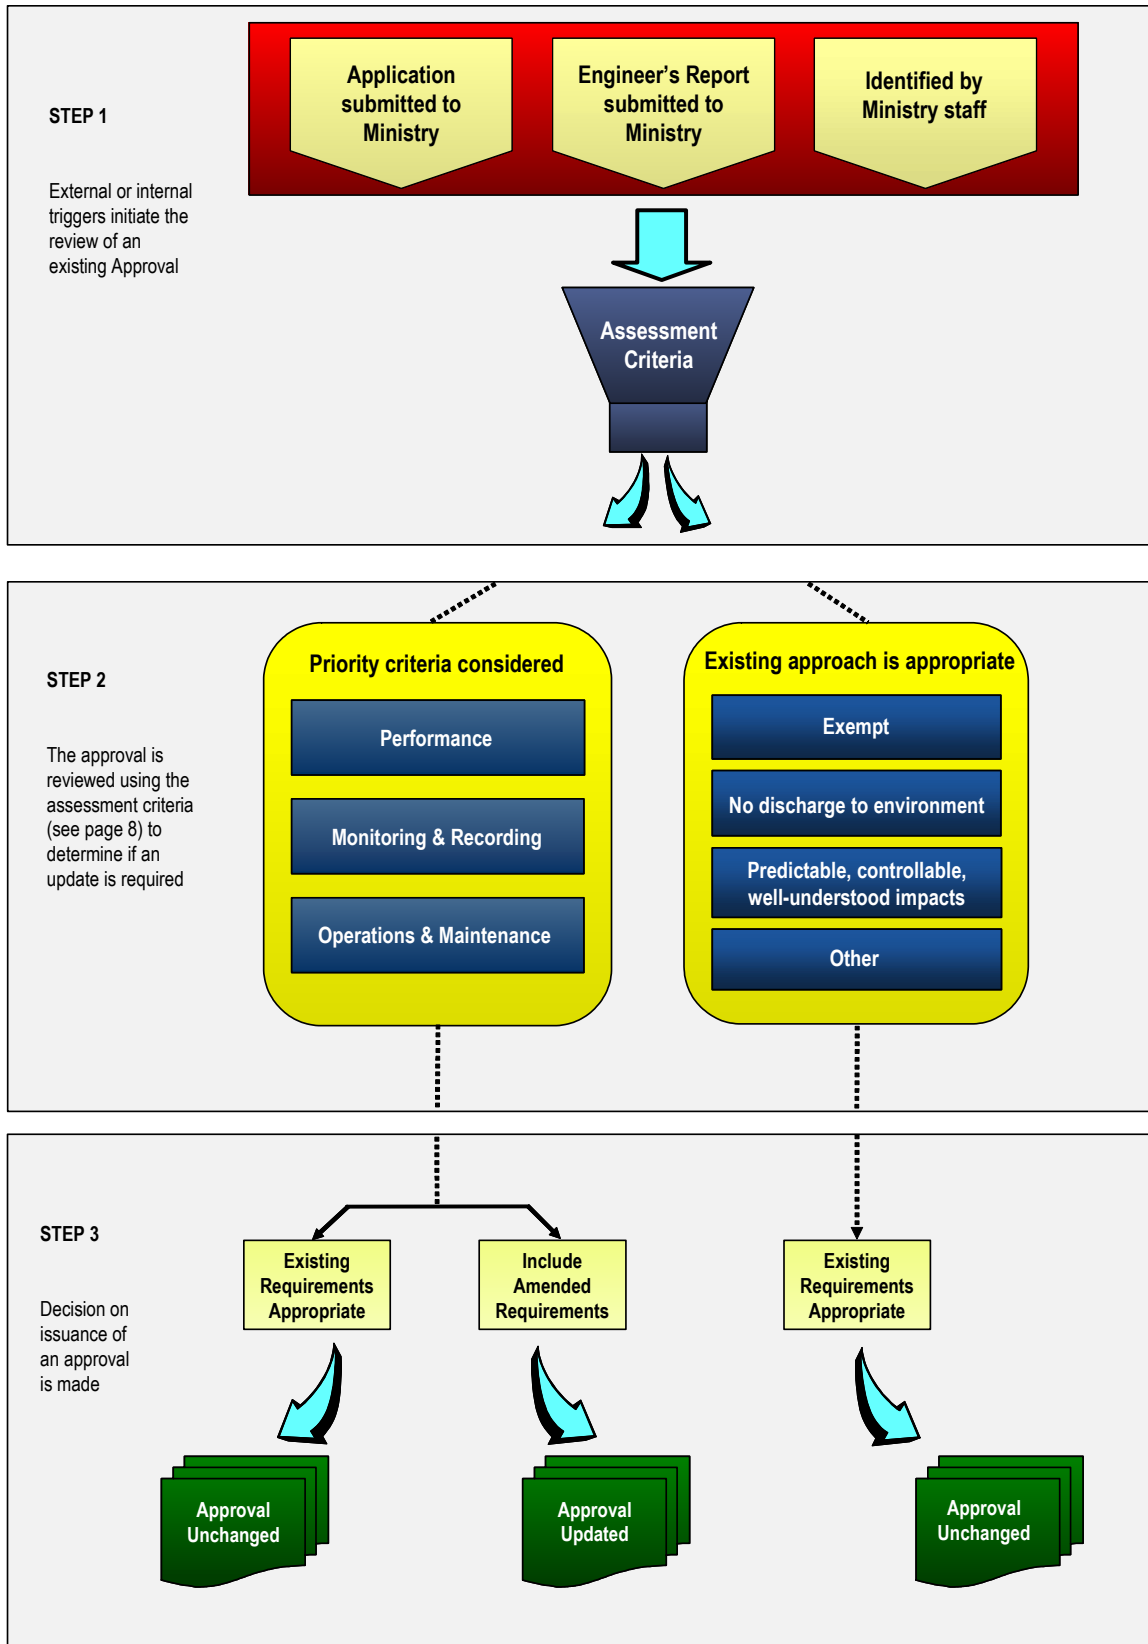 STEP 1
External or internal
triggers initiate the
review of an
existing Approval
Application
submitted to
Ministry
Engineer's Report
submitted to
Ministry
Identified by
Ministry staff
Assessment
Criteria
STEP 2
The approval is
reviewed using the
assessment criteria
(see page 8) to
determine if an
update is required
Priority criteria considered
Performance
Monitoring & Recording
Operations & Maintenance
Existing approach is appropriate
Exempt
No discharge to environment
Predictable, controllable,
well-understood impacts
Other
STEP 3
Decision on
issuance of
an approval
is made
Existing
Requirements
Appropriate
Include
Amended
Requirements
Existing
Requirements
Appropriate
Approval
Unchanged
Approval
Updated
Approval
Unchanged